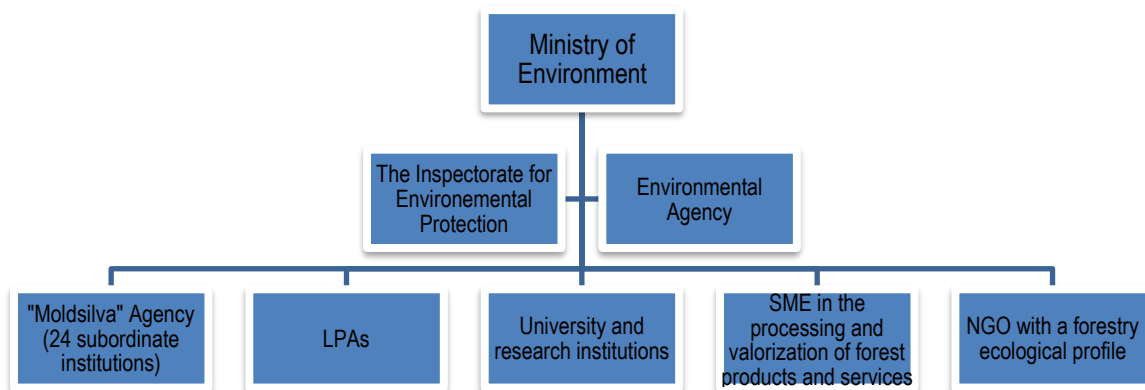 Ministry of
Environment
The Inspectorate for
Environemental
Protection
Environmental
Agency
"Moldsilva" Agency
(24 subordinate
institutions)
LPAs
University and
research institutions
SME in the
processing and
valorization of forest
products and services
NGO with a forestry
ecological profile